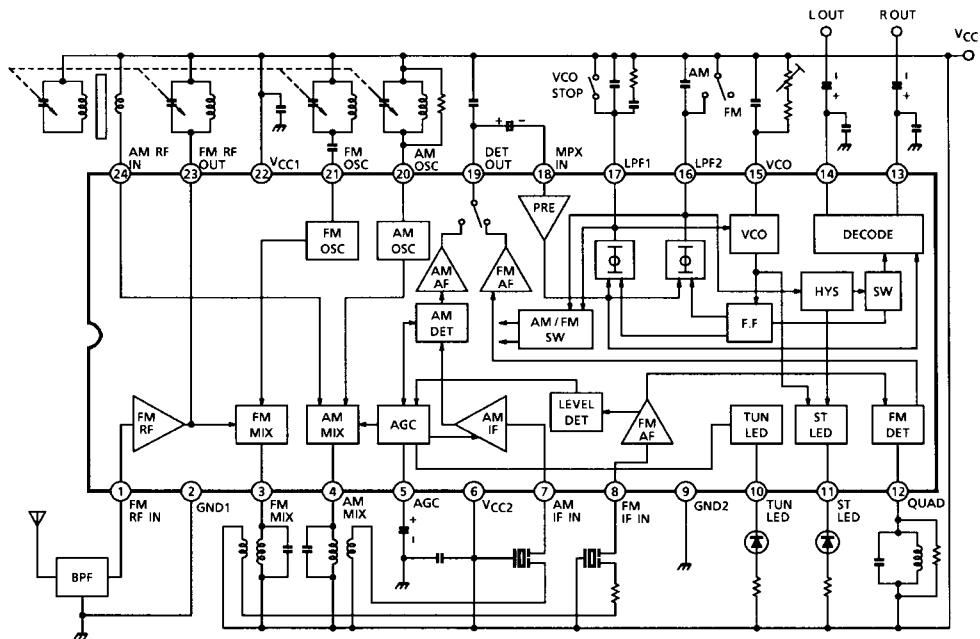 L OUT
R OUT
VCC
VCO
STOP
AM
FM
AM RF
IN
FM RF
OUT
VCC1
FM
OSC
AM
OSC
DET
OUT
MPX
IN
LPF1
LPF2
VCO
24
23
22
21
20
19
18
17
16
15
14
13
FM
OSC
AM
OSC
PRE
AM
AF
FM
AF
VCO
DECODE
AM
DET
AM / FM
SW
HYS
SW
F.F
FM
RF
FM
MIX
AM
MIX
AGC
AM
IF
LEVEL
DET
FM
AF
TUN
LED
ST
LED
FM
DET
1
2
3
4
5
6
7
8
9
10
11
12
FM
RF IN
GND1
FM
MIX
AM
MIX
AGC
VCC2
AM
IF IN
FM
IF IN
GND2
TUN
LED
ST
LED
QUAD
BPF